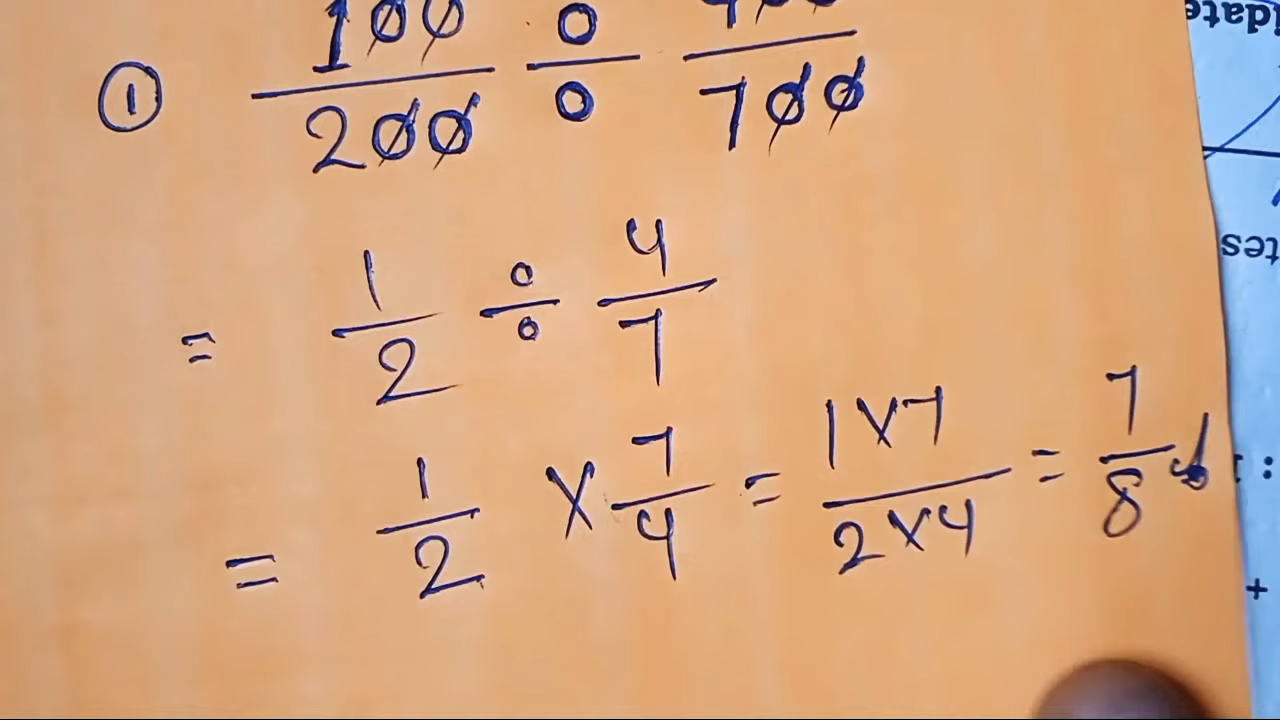 ① 100/200 ÷ 400/700
= 1/2 ÷ 4/7
= 1/2 × 7/4 = 1×7/2×4 = 7/8